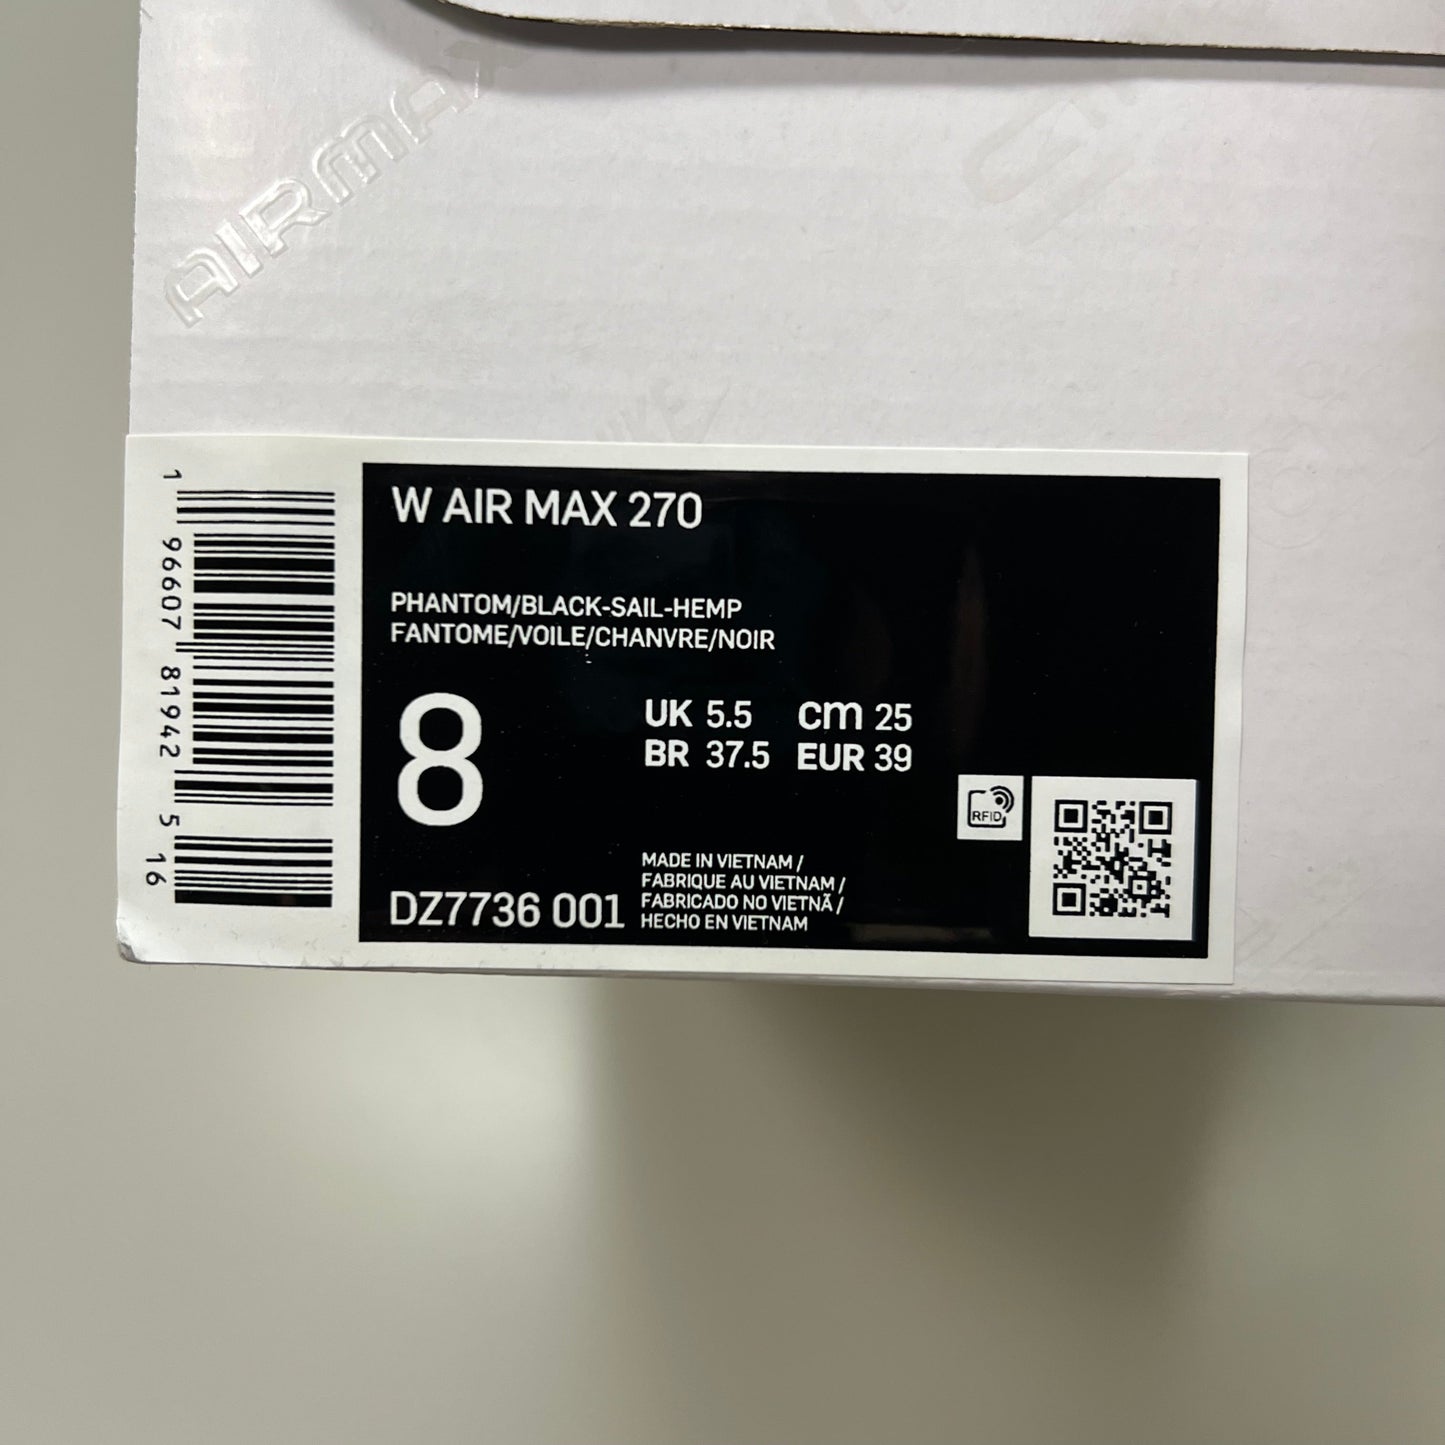 AIRMAX
W AIR MAX 270
PHANTOM/BLACK-SAIL-HEMP
FANTOME/VOILE/CHANVRE/NOIR
8
UK 5.5 cm 25
BR 37.5 EUR 39
RFID
DZ7736 001
MADE IN VIETNAM /
FABRIQUE AU VIETNAM /
FABRICADO NO VIETNÃ /
HECHO EN VIETNAM
1 96607 81942 5 16